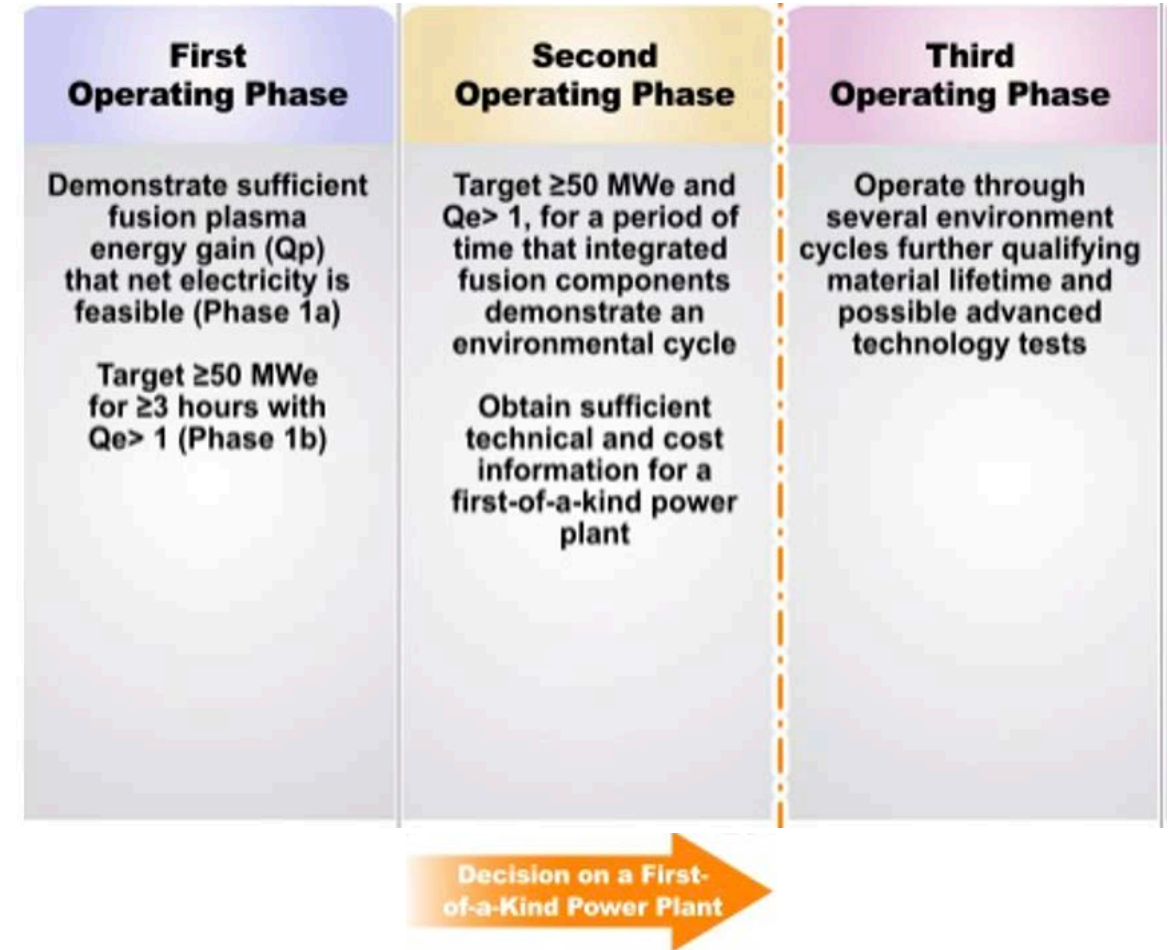 First
Operating Phase
Demonstrate sufficient
fusion plasma
energy gain (Qp)
that net electricity is
feasible (Phase 1a)
Target ≥50 MWe
for ≥3 hours with
Qe> 1 (Phase 1b)
Second
Operating Phase
Target ≥50 MWe and
Qe> 1, for a period of
time that integrated
fusion components
demonstrate an
environmental cycle
Obtain sufficient
technical and cost
information for a
first-of-a-kind power
plant
Third
Operating Phase
Operate through
several environment
cycles further qualifying
material lifetime and
possible advanced
technology tests
Decision on a First-
of-a-Kind Power Plant